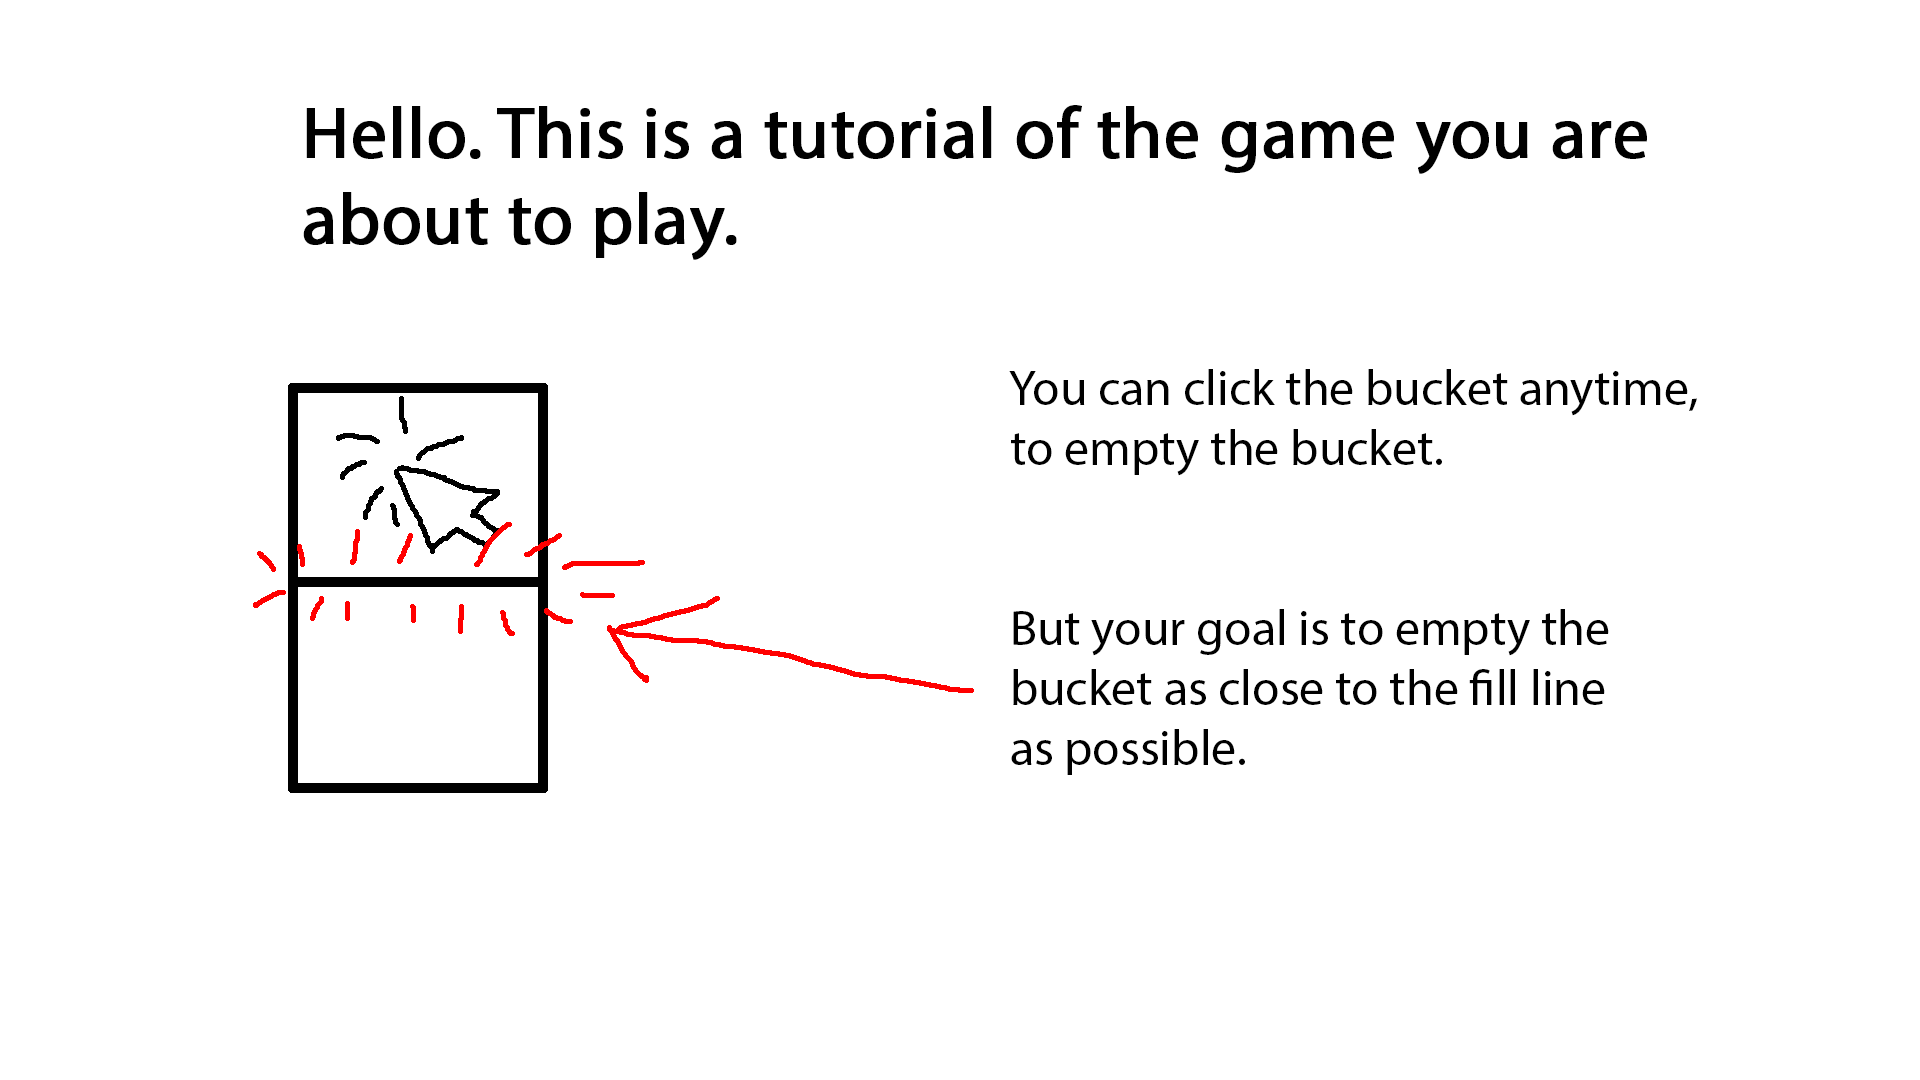 Hello. This is a tutorial of the game you are
about to play.
You can click the bucket anytime,
to empty the bucket.
But your goal is to empty the
bucket as close to the fill line
as possible.